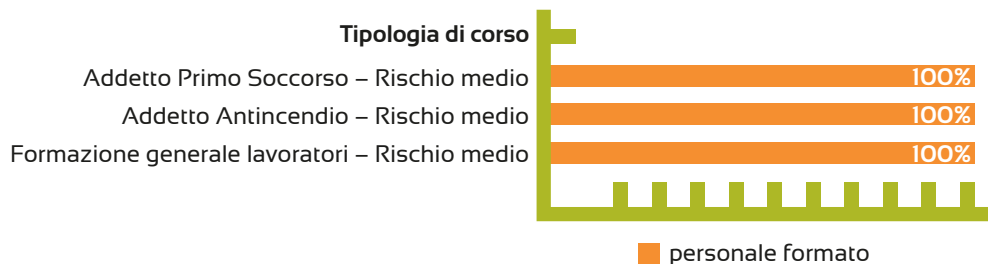 Tipologia di corso
Addetto Primo Soccorso – Rischio medio 100%
Addetto Antincendio – Rischio medio 100%
Formazione generale lavoratori – Rischio medio 100%
personale formato